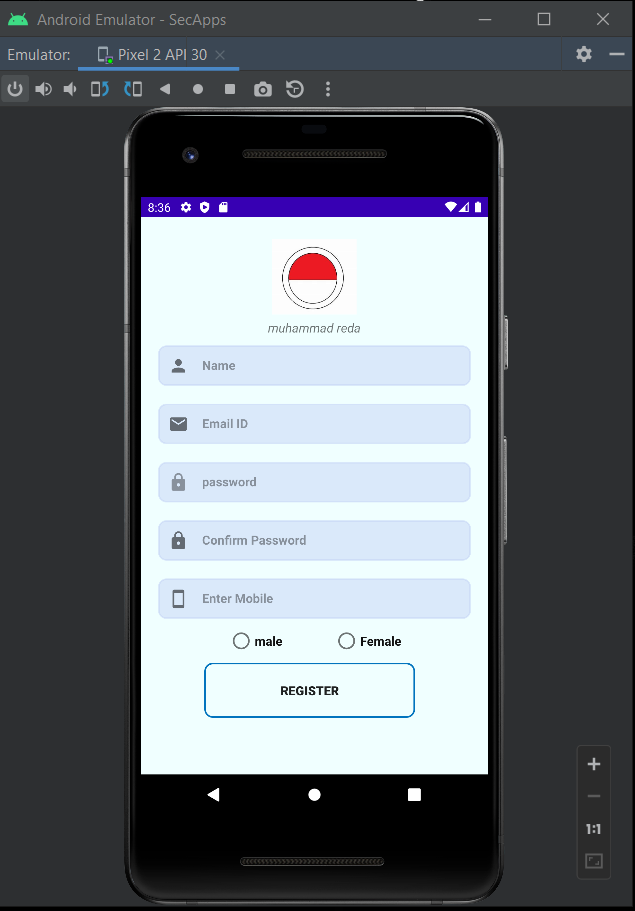 Android Emulator - SecApps
Emulator: Pixel 2 API 30
8:36
muhammad reda
Name
Email ID
password
Confirm Password
Enter Mobile
male Female
REGISTER
1:1